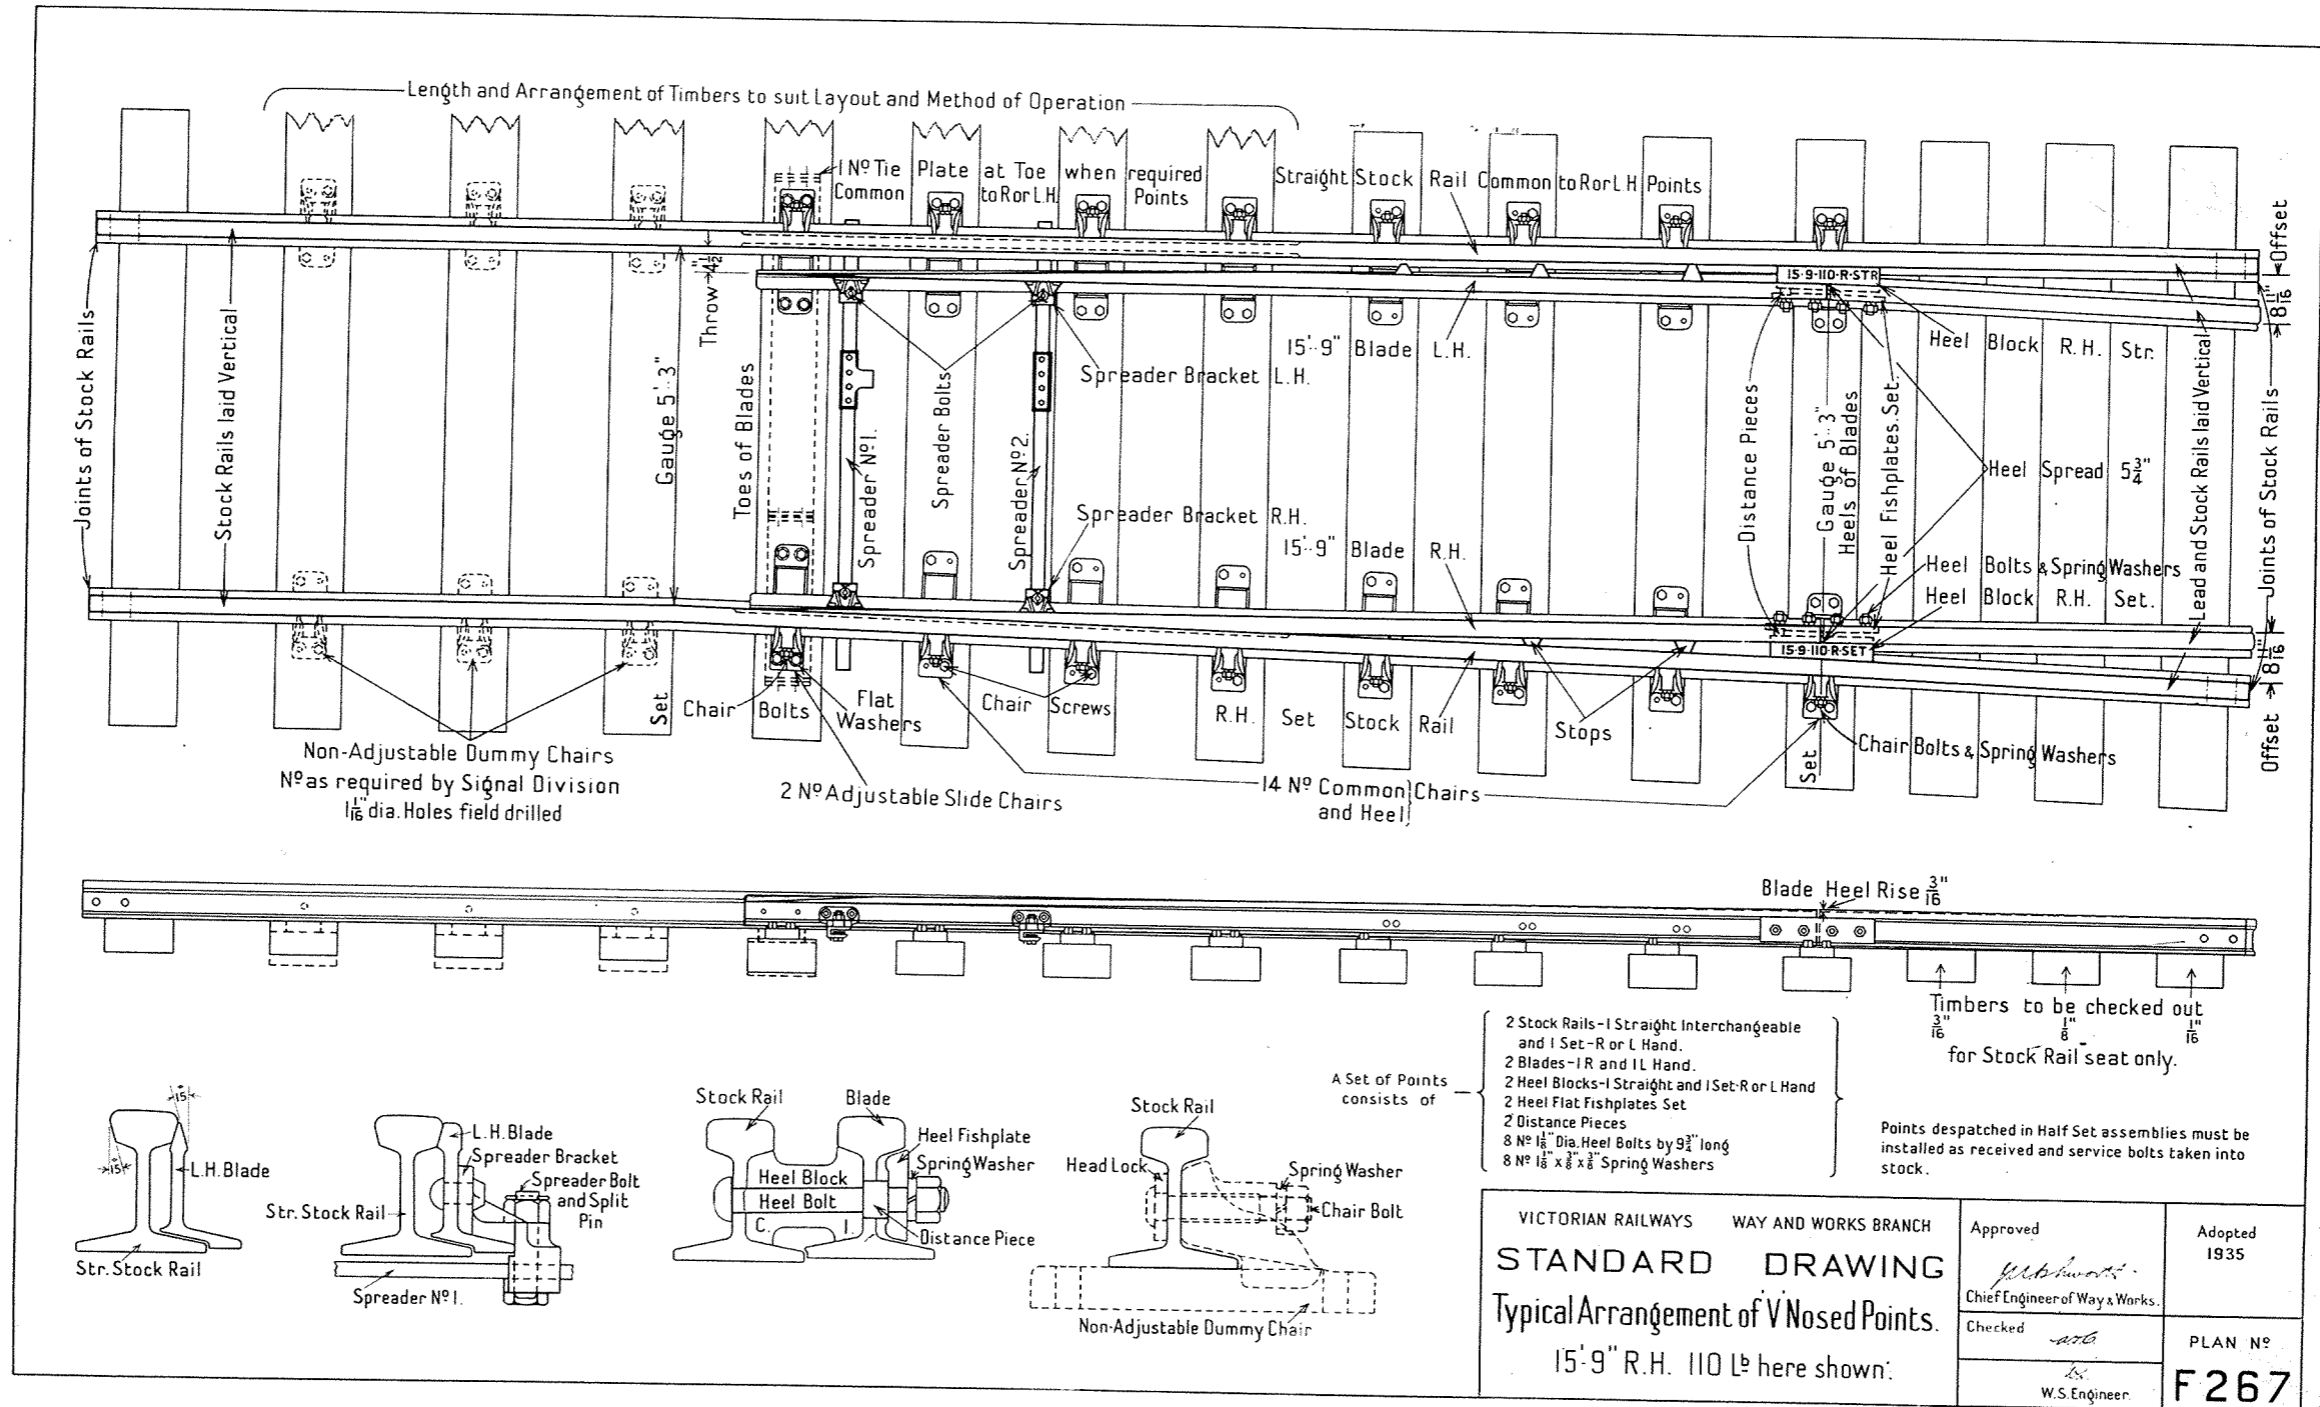 Length and Arrangement of Timbers to suit Layout and Method of Operation
1 Nº Tie Plate at Toe when required
Common to R or L.H. Points
Straight Stock Rail Common to R or L H Points
Joints of Stock Rails
Stock Rails laid Vertical
Gauge 5'·3"
Throw 4½"
Toes of Blades
Spreader Nº1.
Spreader Bolts
Spreader Nº2.
15'·9" Blade L.H.
Spreader Bracket L.H.
Spreader Bracket R.H.
15'·9" Blade R.H.
15·9·110·R·STR
Heel Block R.H. Str.
Distance Pieces
Gauge 5'·3"
Heels of Blades
Heel Fishplates. Set.
Heel Spread 5¾"
Heel Bolts & Spring Washers
Heel Block R.H. Set.
15·9·110·R·SET
Lead and Stock Rails laid Vertical
Joints of Stock Rails
Offset 8 11/16"
Offset 8 11/16"
Set
Chair Bolts
Flat Washers
Chair Screws
R.H. Set Stock Rail
Stops
Set
Chair Bolts & Spring Washers
Non-Adjustable Dummy Chairs
Nº as required by Signal Division
1 1/16" dia. Holes field drilled
2 Nº Adjustable Slide Chairs
14 Nº Common and Heel Chairs
Blade Heel Rise 3/16"
Timbers to be checked out
3/16" 1/8" 1/16"
for Stock Rail seat only.
15°
15°
L.H. Blade
Str. Stock Rail
L.H. Blade
Spreader Bracket
Spreader Bolt
and Split
Pin
Str. Stock Rail
Spreader Nº1.
Stock Rail
Blade
Heel Fishplate
Spring Washer
Heel Block
Heel Bolt
C. I.
Distance Piece
Stock Rail
Head Lock
Spring Washer
Chair Bolt
Non-Adjustable Dummy Chair
A Set of Points
consists of
2 Stock Rails-1 Straight Interchangeable
and 1 Set-R or L Hand.
2 Blades-1 R and 1 L Hand.
2 Heel Blocks-1 Straight and 1 Set-R or L Hand
2 Heel Flat Fishplates Set
2 Distance Pieces
8 Nº 1⅛" Dia. Heel Bolts by 9¾" long
8 Nº 1⅛" x ⅜" x ⅜" Spring Washers
Points despatched in Half Set assemblies must be
installed as received and service bolts taken into
stock.
VICTORIAN RAILWAYS WAY AND WORKS BRANCH
STANDARD DRAWING
Typical Arrangement of 'V' Nosed Points.
15'·9" R.H. 110 Lb here shown.
Approved
Chief Engineer of Way & Works.
Checked
W.S. Engineer.
Adopted
1935
PLAN Nº
F267